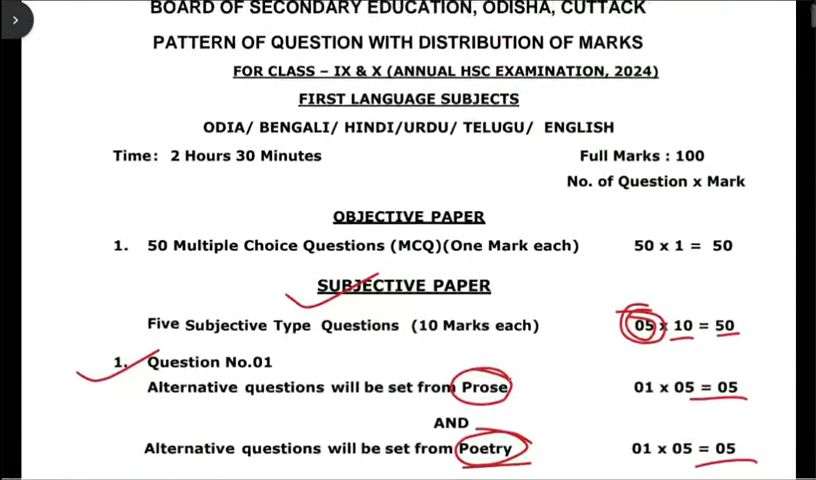 BOARD OF SECONDARY EDUCATION, ODISHA, CUTTACK
PATTERN OF QUESTION WITH DISTRIBUTION OF MARKS
FOR CLASS – IX & X (ANNUAL HSC EXAMINATION, 2024)
FIRST LANGUAGE SUBJECTS
ODIA/ BENGALI/ HINDI/URDU/ TELUGU/ ENGLISH
Time: 2 Hours 30 Minutes Full Marks : 100
No. of Question x Mark
OBJECTIVE PAPER
1. 50 Multiple Choice Questions (MCQ)(One Mark each) 50 x 1 = 50
SUBJECTIVE PAPER
Five Subjective Type Questions (10 Marks each) 05 x 10 = 50
1. Question No.01
Alternative questions will be set from Prose 01 x 05 = 05
AND
Alternative questions will be set from Poetry 01 x 05 = 05